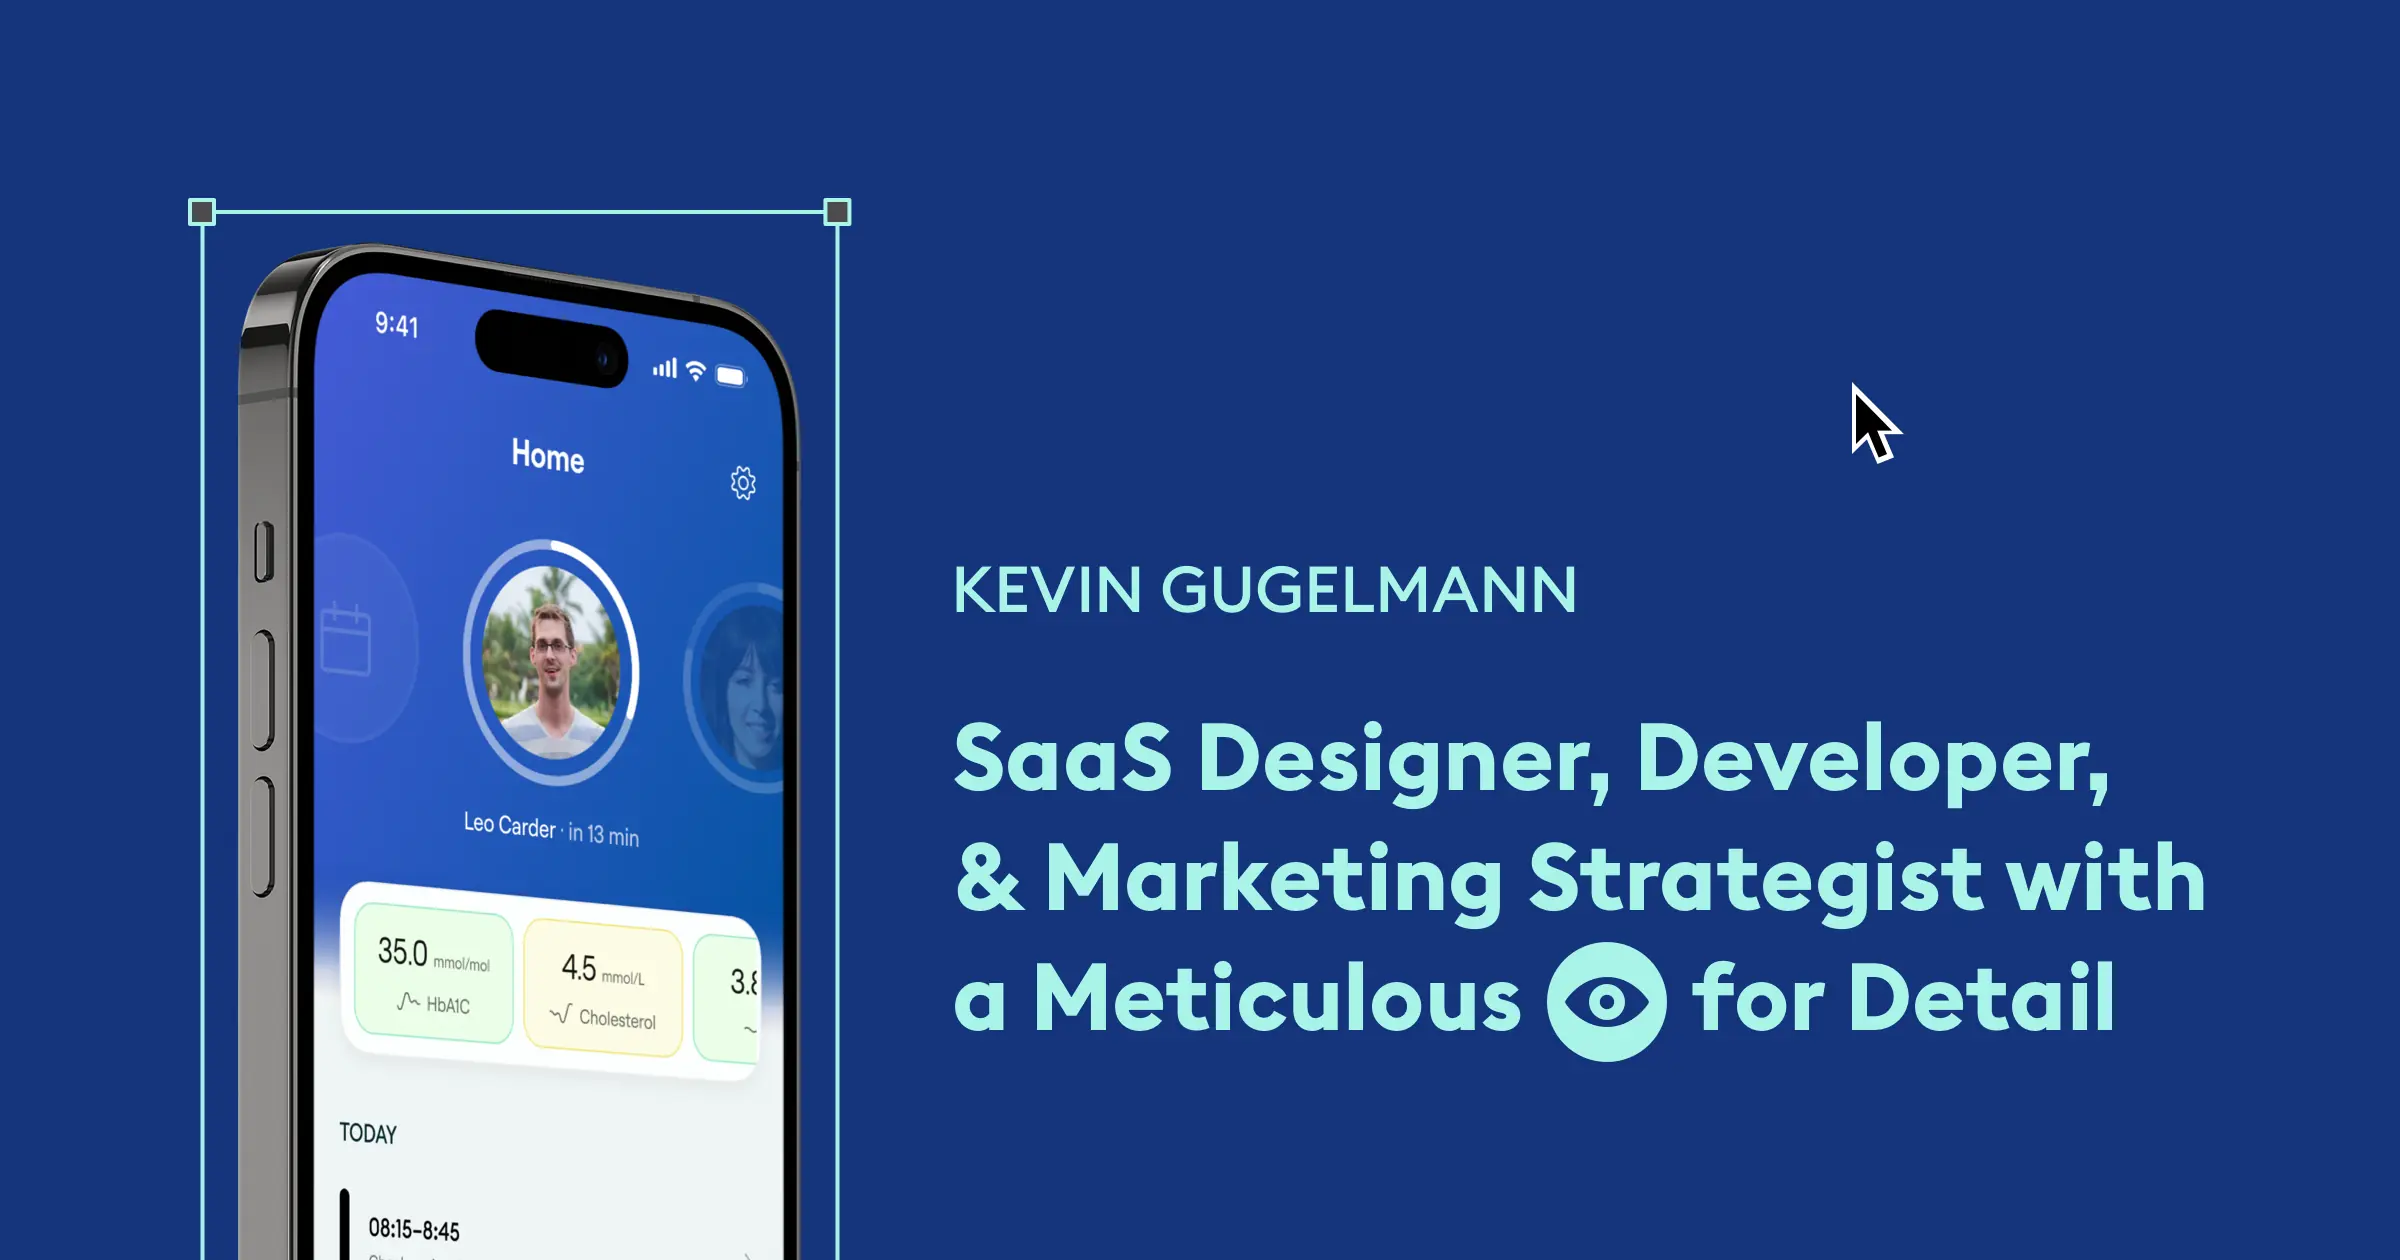 9:41
Home
Leo Carder · in 13 min
35.0 mmol/mol
HbA1C
4.5 mmol/L
Cholesterol
TODAY
08:15–8:45
KEVIN GUGELMANN
SaaS Designer, Developer,
& Marketing Strategist with
a Meticulous for Detail